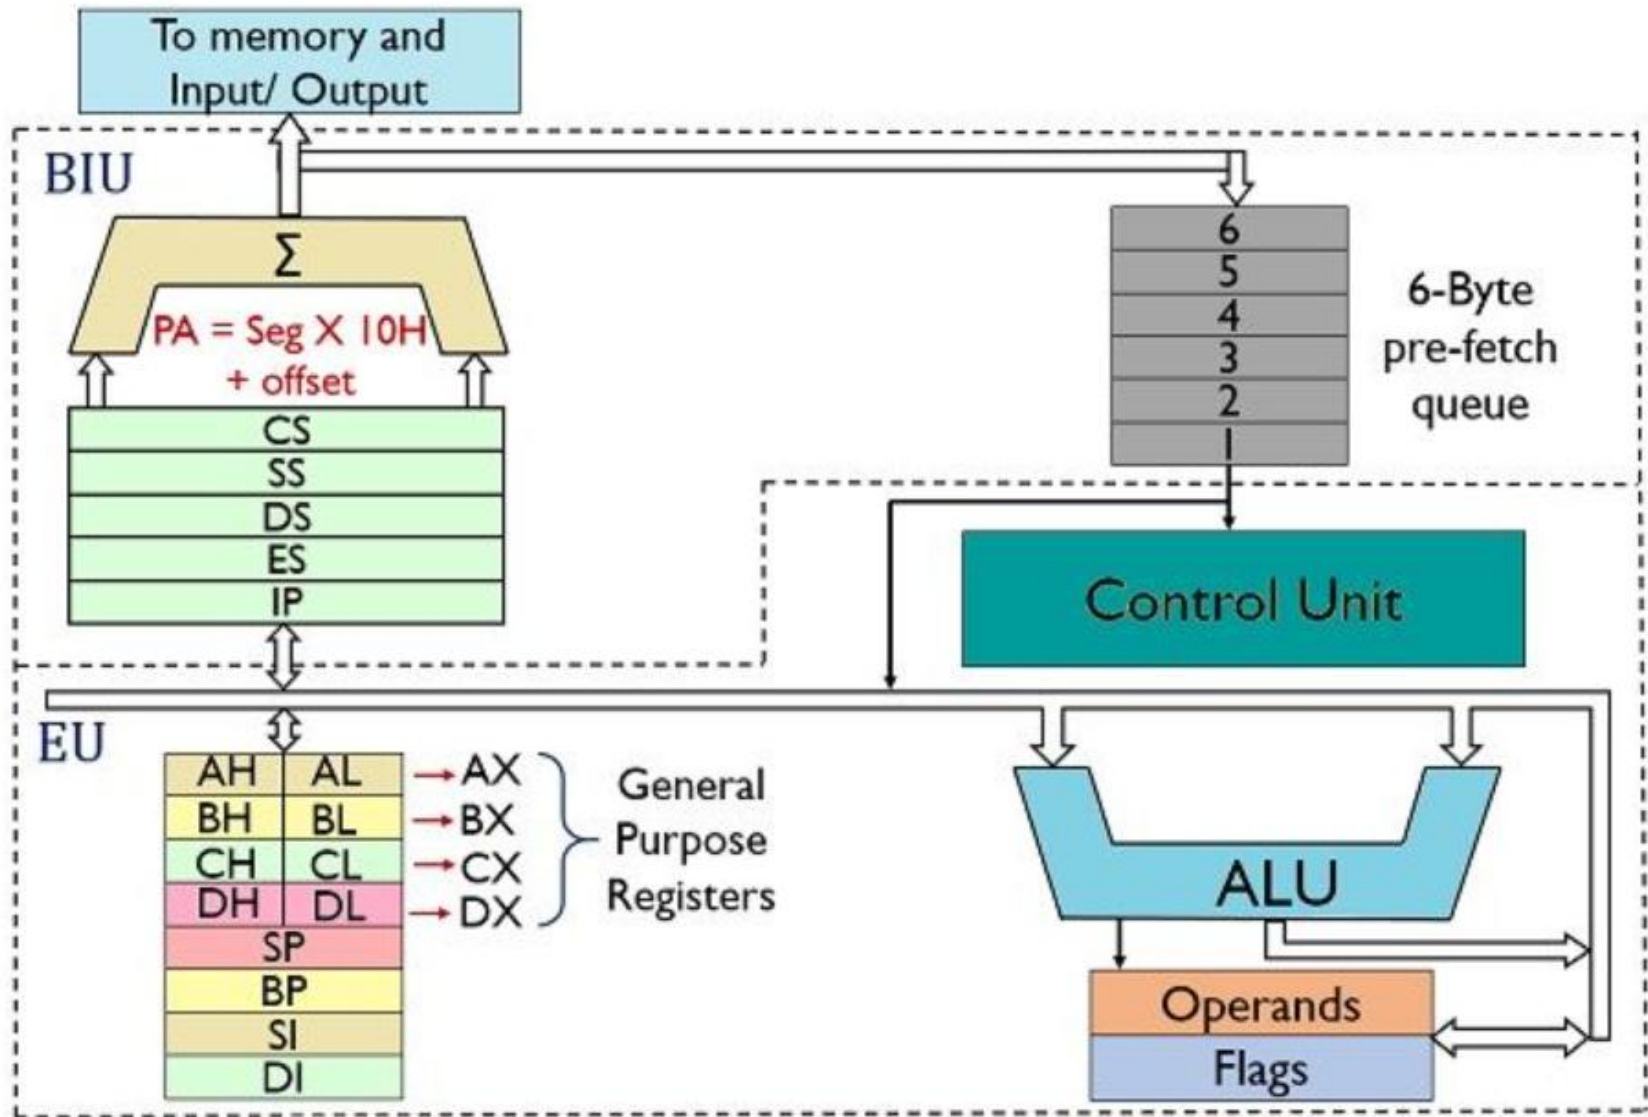 To memory and
Input/ Output
BIU
Σ
PA = Seg X 10H
+ offset
CS
SS
DS
ES
IP
6
5
4
3
2
1
6-Byte
pre-fetch
queue
Control Unit
EU
AH AL → AX
BH BL → BX
CH CL → CX
DH DL → DX
SP
BP
SI
DI
General
Purpose
Registers
ALU
Operands
Flags